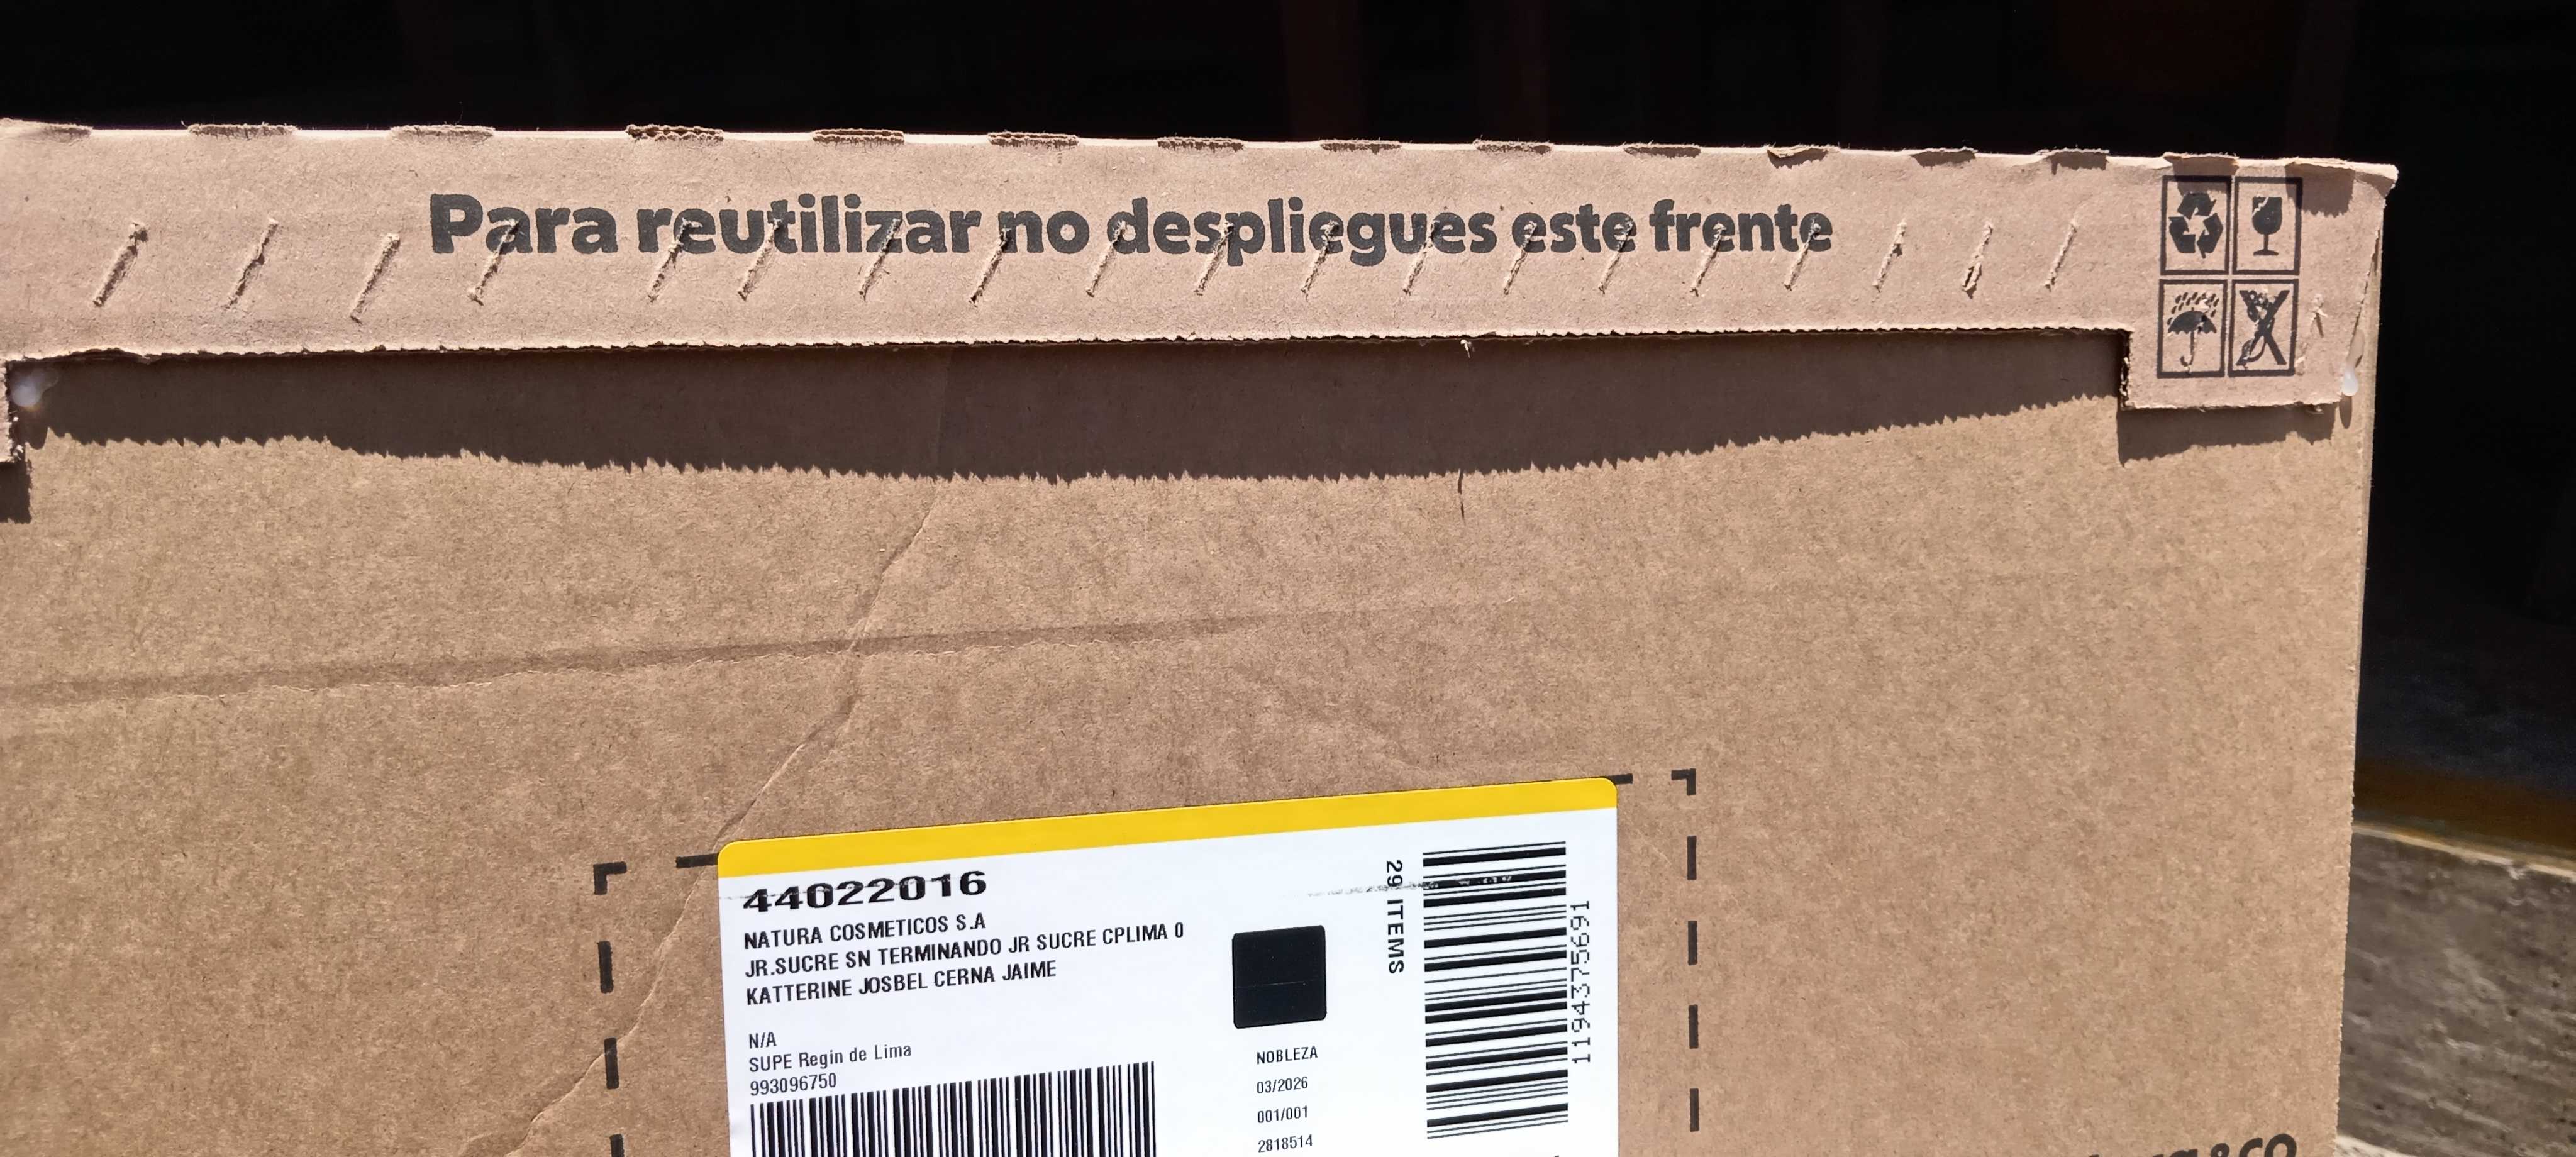 Para reutilizar no despliegues este frente
44022016
NATURA COSMETICOS S.A
JR.SUCRE SN TERMINANDO JR SUCRE CPLIMA 0
KATTERINE JOSBEL CERNA JAIME
N/A
SUPE Regin de Lima
993096750
NOBLEZA
03/2026
001/001
2818514
29 ITEMS
1194375691
&co